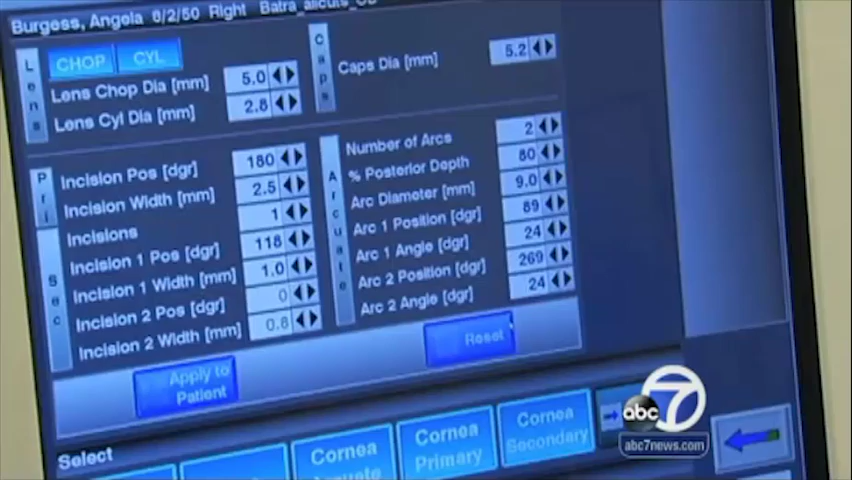 Burgess, Angela 6/2/50 Right Batra_allcuts_OD
Lens
CHOP CYL
Lens Chop Dia [mm] 5.0
Lens Cyl Dia [mm] 2.8
Caps
Caps Dia [mm] 5.2
Pri
Incision Pos [dgr] 180
Incision Width [mm] 2.5
Sec
Incisions 1
Incision 1 Pos [dgr] 118
Incision 1 Width [mm] 1.0
Incision 2 Pos [dgr] 0
Incision 2 Width [mm] 0.8
Arcuate
Number of Arcs 2
% Posterior Depth 80
Arc Diameter [mm] 9.0
Arc 1 Position [dgr] 89
Arc 1 Angle [dgr] 24
Arc 2 Position [dgr] 269
Arc 2 Angle [dgr] 24
Apply to
Patient
Reset
Select
Cornea
Cornea
Primary
Cornea
Secondary
abc 7
abc7news.com